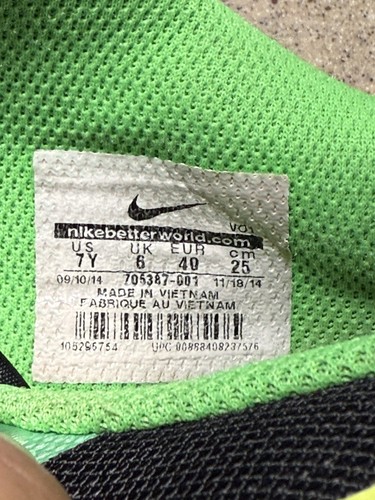 VO1
nikebetterworld.com
US UK EUR cm
7Y 6 40 25
09/10/14 705387-001 11/18/14
MADE IN VIETNAM
FABRIQUE AU VIETNAM
UPC 00888408237576